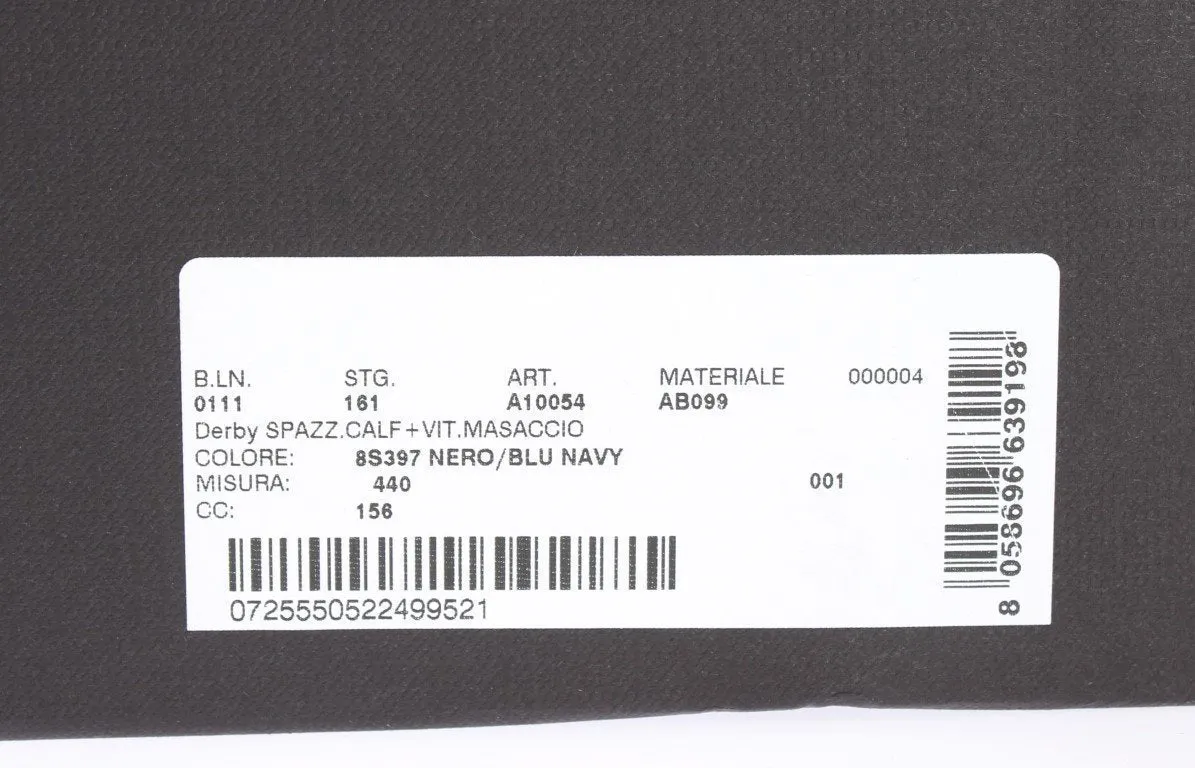 B.LN. STG. ART. MATERIALE 000004
0111 161 A10054 AB099
Derby SPAZZ.CALF+VIT.MASACCIO
COLORE: 8S397 NERO/BLU NAVY
MISURA: 440 001
CC: 156
0725550522499521
8 058696 639198